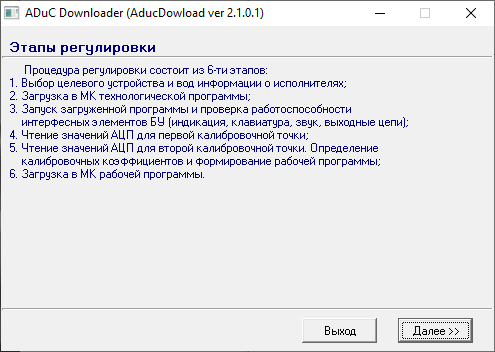 ADuC Downloader (AducDowload ver 2.1.0.1)
Этапы регулировки
Процедура регулировки состоит из 6-ти этапов:
1. Выбор целевого устройства и вод информации о исполнителях;
2. Загрузка в МК технологической программы;
3. Запуск загруженной программы и проверка работоспособности
интерфесных элементов БУ (индикация, клавиатура, звук, выходные цепи);
4. Чтение значений АЦП для первой калибровочной точки;
5. Чтение значений АЦП для второй калибровочной точки. Определение
калибровочных коэффициентов и формирование рабочей программы;
6. Загрузка в МК рабочей программы.
Выход
Далее >>